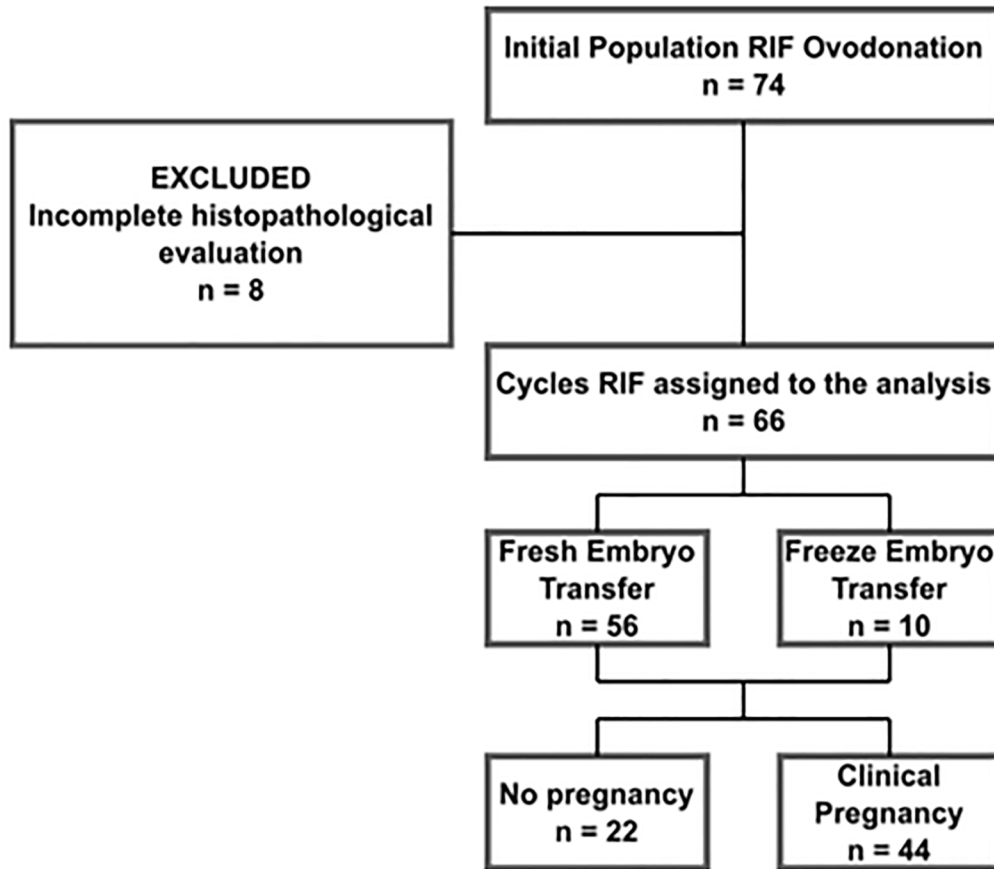 Initial Population RIF Ovodonation
n = 74
EXCLUDED
Incomplete histopathological
evaluation
n = 8
Cycles RIF assigned to the analysis
n = 66
Fresh Embryo
Transfer
n = 56
Freeze Embryo
Transfer
n = 10
No pregnancy
n = 22
Clinical
Pregnancy
n = 44